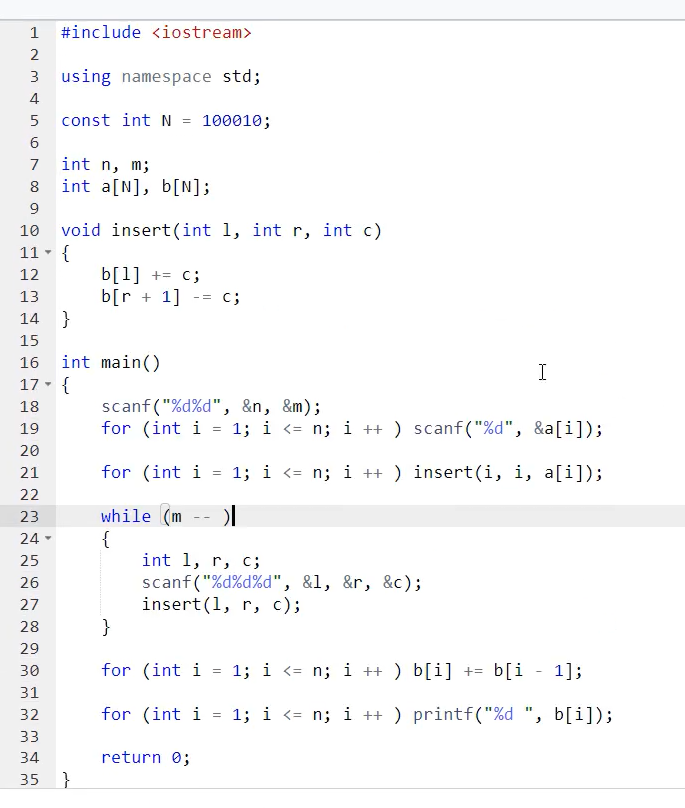 1 #include <iostream>
2
3 using namespace std;
4
5 const int N = 100010;
6
7 int n, m;
8 int a[N], b[N];
9
10 void insert(int l, int r, int c)
11 {
12     b[l] += c;
13     b[r + 1] -= c;
14 }
15
16 int main()
17 {
18     scanf("%d%d", &n, &m);
19     for (int i = 1; i <= n; i ++ ) scanf("%d", &a[i]);
20
21     for (int i = 1; i <= n; i ++ ) insert(i, i, a[i]);
22
23     while (m -- )
24     {
25         int l, r, c;
26         scanf("%d%d%d", &l, &r, &c);
27         insert(l, r, c);
28     }
29
30     for (int i = 1; i <= n; i ++ ) b[i] += b[i - 1];
31
32     for (int i = 1; i <= n; i ++ ) printf("%d ", b[i]);
33
34     return 0;
35 }